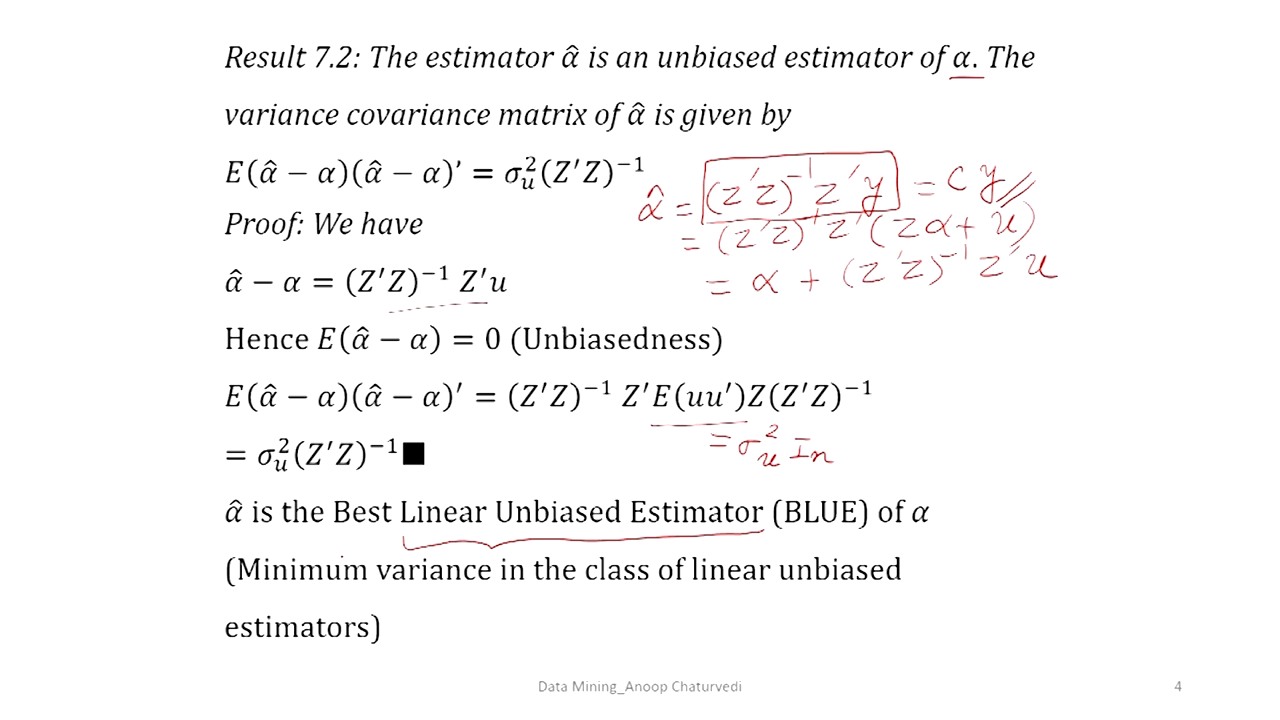 Result 7.2: The estimator α̂ is an unbiased estimator of α. The
variance covariance matrix of α̂ is given by
E(α̂ − α)(α̂ − α)' = σᵤ²(Z'Z)⁻¹
α̂ = (Z'Z)⁻¹Z'y = Cy
Proof: We have
= (Z'Z)⁻¹Z'(Zα + u)
α̂ − α = (Z'Z)⁻¹ Z'u
= α + (Z'Z)⁻¹Z'u
Hence E(α̂ − α) = 0 (Unbiasedness)
E(α̂ − α)(α̂ − α)' = (Z'Z)⁻¹ Z'E(uu')Z(Z'Z)⁻¹
= σᵤ² Iₙ
= σᵤ²(Z'Z)⁻¹■
α̂ is the Best Linear Unbiased Estimator (BLUE) of α
(Minimum variance in the class of linear unbiased
estimators)
Data Mining_Anoop Chaturvedi
4